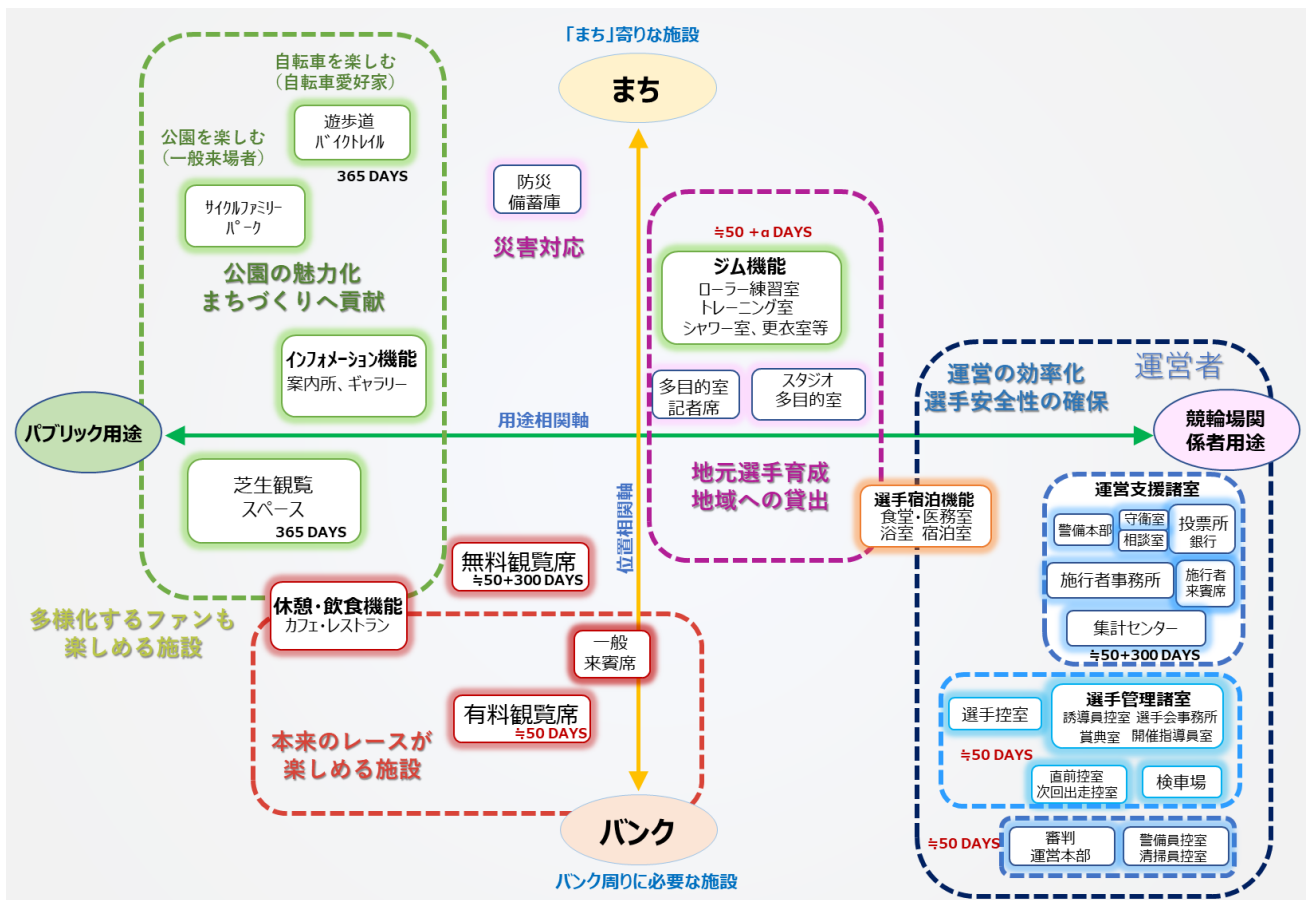 「まち」寄りな施設
まち
自転車を楽しむ
（自転車愛好家）
遊歩道
ﾊﾞｲｸﾄﾚｲﾙ
365 DAYS
公園を楽しむ
（一般来場者）
ｻｲｸﾙﾌｧﾐﾘｰ
ﾊﾟｰｸ
公園の魅力化
まちづくりへ貢献
防災
備蓄庫
災害対応
≒50 +α DAYS
ジム機能
ローラー練習室
トレーニング室
シャワー室、更衣室等
インフォメーション機能
案内所、ギャラリー
多目的室
記者席
スタジオ
多目的室
運営者
運営の効率化
選手安全性の確保
パブリック用途
用途相関軸
競輪場関
係者用途
芝生観覧
スペース
365 DAYS
位置相関軸
地元選手育成
地域への貸出
選手宿泊機能
食堂・医務室
浴室 宿泊室
運営支援諸室
警備本部
守衛室
相談室
投票所
銀行
施行者事務所
施行者
来賓席
集計センター
≒50+300 DAYS
無料観覧席
≒50+300 DAYS
休憩・飲食機能
カフェ・レストラン
多様化するファンも
楽しめる施設
一般
来賓席
有料観覧席
≒50 DAYS
本来のレースが
楽しめる施設
選手控室
選手管理諸室
誘導員控室 選手会事務所
賞典室 開催指導員室
≒50 DAYS
直前控室
次回出走控室
検車場
≒50 DAYS
審判
運営本部
警備員控室
清掃員控室
バンク
バンク周りに必要な施設